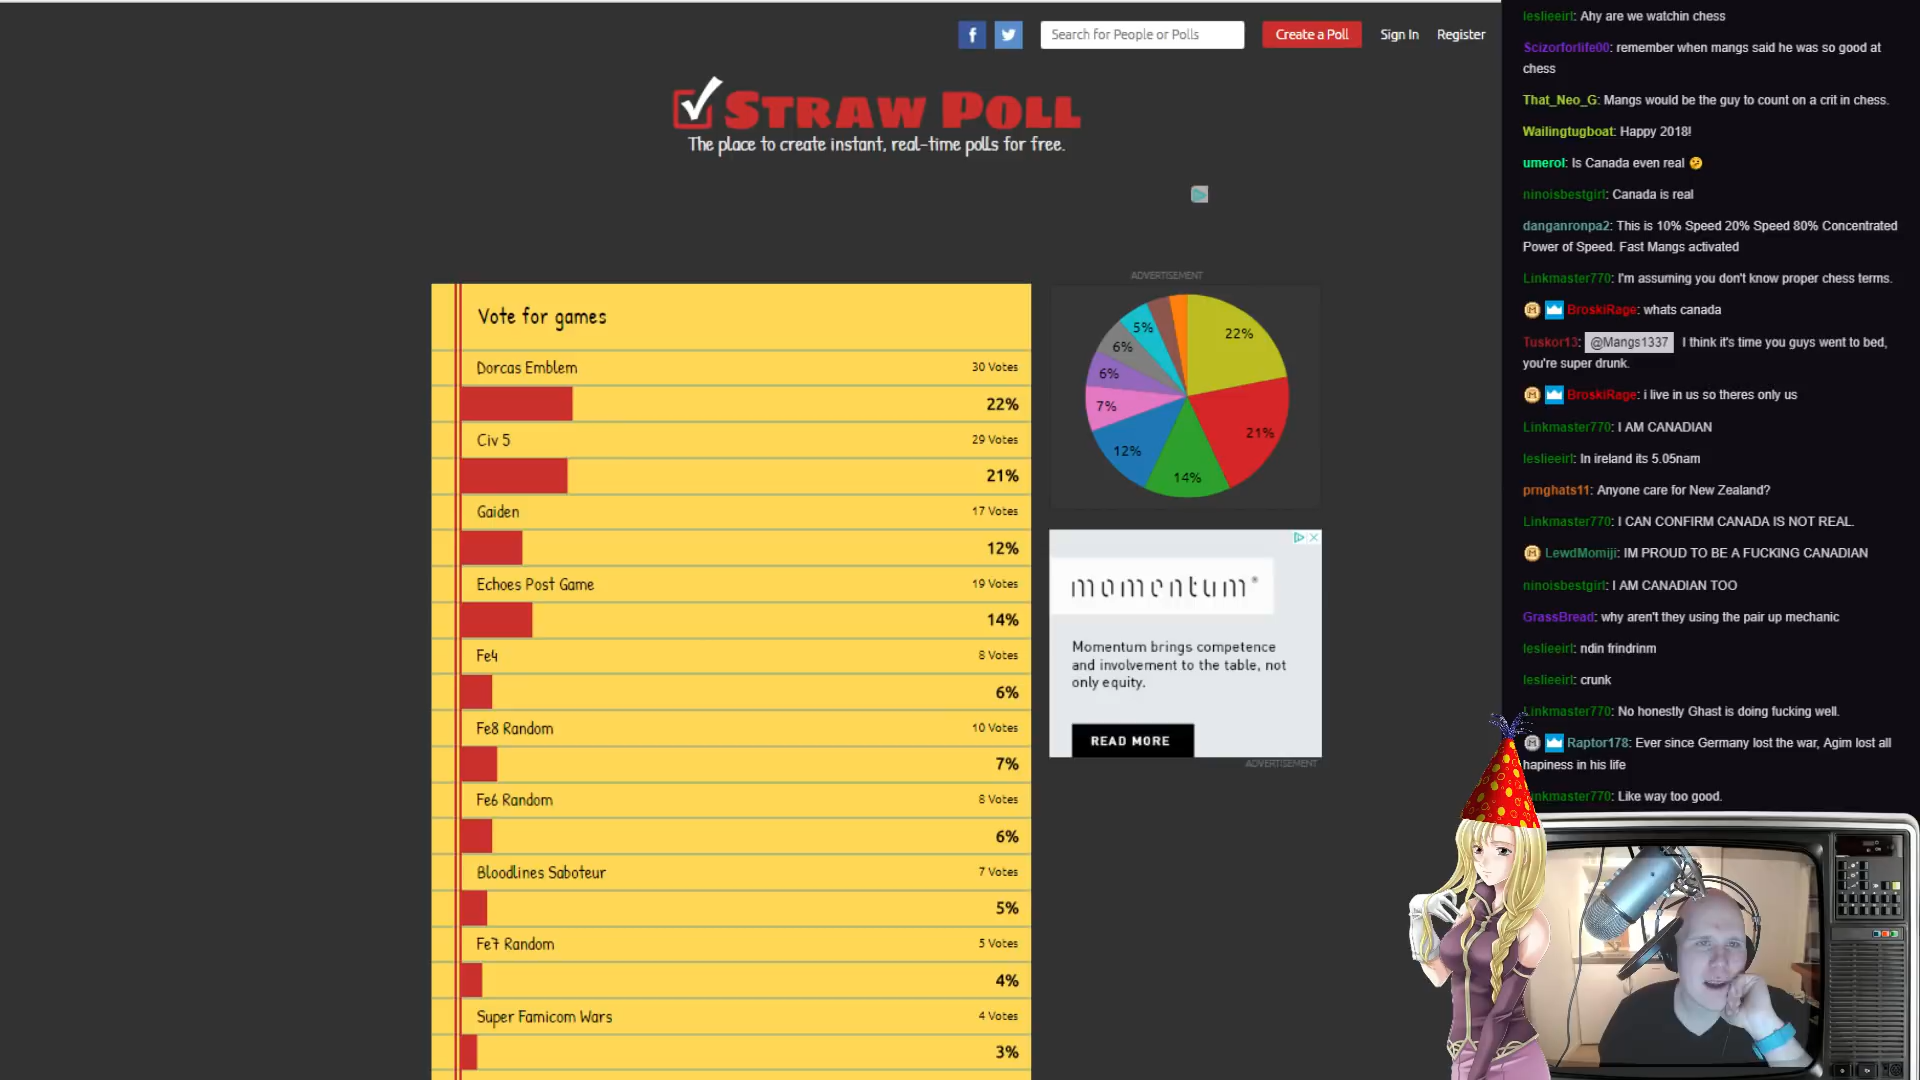 f
Search for People or Polls
Create a Poll
Sign In
Register
STRAW POLL
The place to create instant, real-time polls for free.
Vote for games
Dorcas Emblem 30 Votes
22%
Civ 5 29 Votes
21%
Gaiden 17 Votes
12%
Echoes Post Game 19 Votes
14%
Fe4 8 Votes
6%
Fe8 Random 10 Votes
7%
Fe6 Random 8 Votes
6%
Bloodlines Saboteur 7 Votes
5%
Fe7 Random 5 Votes
4%
Super Famicom Wars 4 Votes
3%
ADVERTISEMENT
5%
22%
6%
6%
7%
21%
12%
14%
momentum®
Momentum brings competence
and involvement to the table, not
only equity.
READ MORE
ADVERTISEMENT
leslieeirl: Ahy are we watchin chess
Scizorforlife00: remember when mangs said he was so good at
chess
That_Neo_G: Mangs would be the guy to count on a crit in chess.
Wailingtugboat: Happy 2018!
umerol: Is Canada even real 🤔
ninoisbestgirl: Canada is real
danganronpa2: This is 10% Speed 20% Speed 80% Concentrated
Power of Speed. Fast Mangs activated
Linkmaster770: I'm assuming you don't know proper chess terms.
BroskiRage: whats canada
Tuskor13: @Mangs1337 I think it's time you guys went to bed,
you're super drunk.
BroskiRage: i live in us so theres only us
Linkmaster770: I AM CANADIAN
leslieeirl: In ireland its 5.05nam
prnghats11: Anyone care for New Zealand?
Linkmaster770: I CAN CONFIRM CANADA IS NOT REAL.
LewdMomiji: IM PROUD TO BE A FUCKING CANADIAN
ninoisbestgirl: I AM CANADIAN TOO
GrassBread: why aren't they using the pair up mechanic
leslieeirl: ndin frindrinm
leslieeirl: crunk
Linkmaster770: No honestly Ghast is doing fucking well.
Raptor178: Ever since Germany lost the war, Agim lost all
hapiness in his life
nkmaster770: Like way too good.